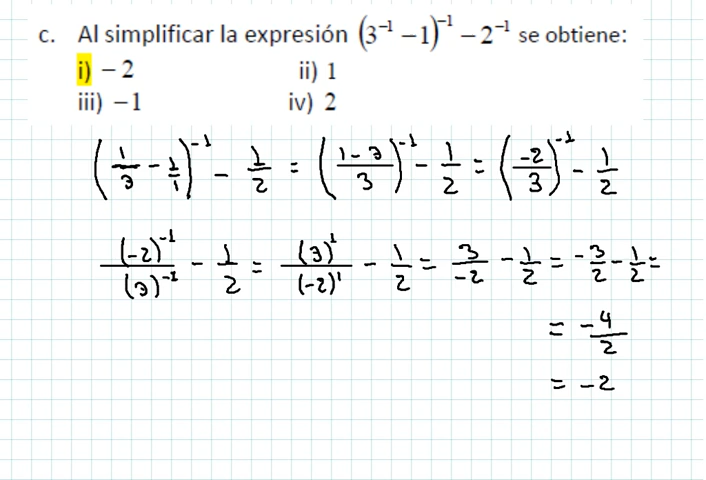 c. Al simplificar la expresión (3⁻¹ − 1)⁻¹ − 2⁻¹ se obtiene:
i) − 2 ii) 1
iii) −1 iv) 2
(1/3 − 1/1)⁻¹ − 1/2 = ((1−3)/3)⁻¹ − 1/2 = (−2/3)⁻¹ − 1/2
(−2)⁻¹/(3)⁻¹ − 1/2 = (3)¹/(−2)¹ − 1/2 = 3/−2 − 1/2 = −3/2 − 1/2 =
= −4/2
= −2